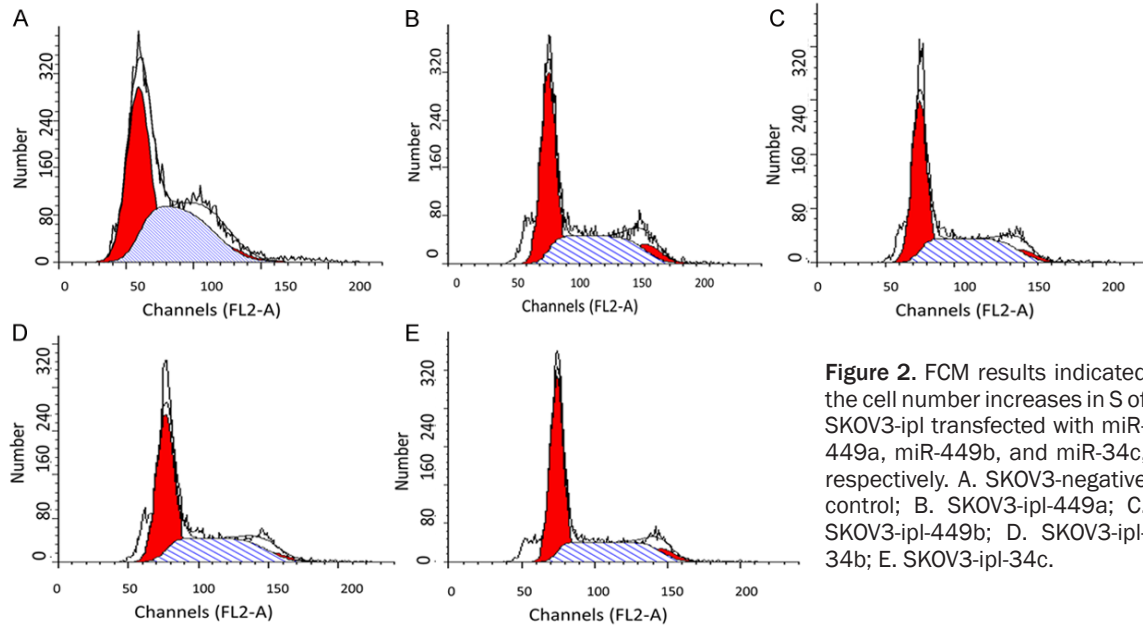 A
Number
320
240
160
80
0
0 50 100 150 200
Channels (FL2-A)
B
Number
320
240
160
80
0
0 50 100 150 200
Channels (FL2-A)
C
Number
320
240
160
80
0
0 50 100 150 200
Channels (FL2-A)
D
Number
320
240
160
80
0
0 50 100 150 200
Channels (FL2-A)
E
Number
320
240
160
80
0
0 50 100 150 200
Channels (FL2-A)
Figure 2. FCM results indicated
the cell number increases in S of
SKOV3-ipl transfected with miR-
449a, miR-449b, and miR-34c,
respectively. A. SKOV3-negative
control; B. SKOV3-ipl-449a; C.
SKOV3-ipl-449b; D. SKOV3-ipl-
34b; E. SKOV3-ipl-34c.